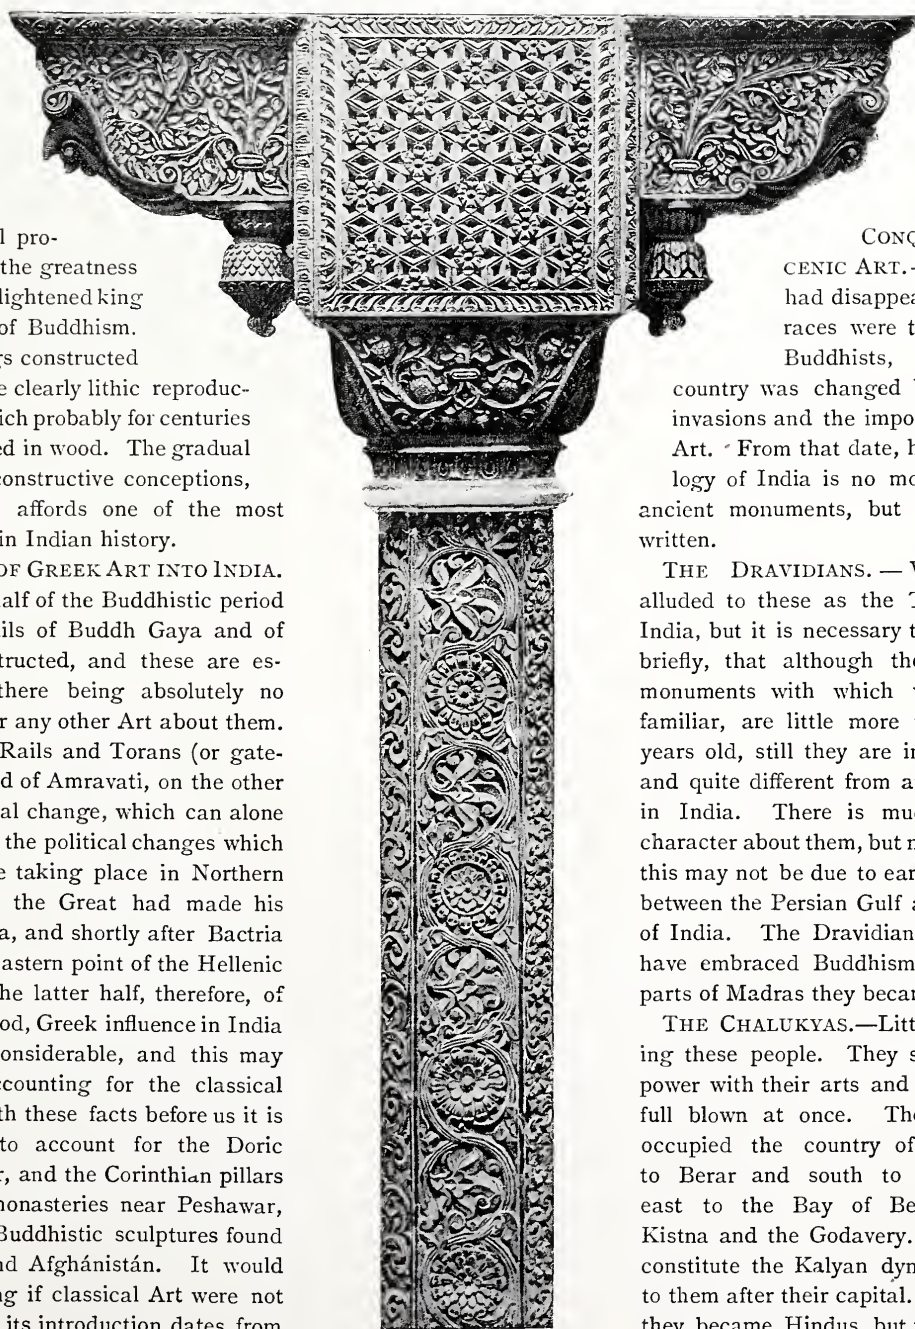 l pro-
the greatness
lightened king
of Buddhism.
constructed
e clearly lithic reproduc-
ich probably for centuries
ed in wood. The gradual
constructive conceptions,
affords one of the most
in Indian history.
OF GREEK ART INTO INDIA.
half of the Buddhistic period
ils of Buddh Gaya and of
tructed, and these are es-
there being absolutely no
r any other Art about them.
Rails and Torans (or gate-
d of Amravati, on the other
al change, which can alone
the political changes which
e taking place in Northern
the Great had made his
a, and shortly after Bactria
astern point of the Hellenic
he latter half, therefore, of
od, Greek influence in India
onsiderable, and this may
ccounting for the classical
th these facts before us it is
to account for the Doric
r, and the Corinthian pillars
monasteries near Peshawar,
Buddhistic sculptures found
nd Afghánistán. It would
ng if classical Art were not
its introduction dates from
CONQ
CENIC ART.—
had disappea
races were t
Buddhists,
country was changed
invasions and the impo
Art. From that date, h
logy of India is no mo
ancient monuments, but
written.
THE DRAVIDIANS. —
alluded to these as the T
India, but it is necessary t
briefly, that although the
monuments with which
familiar, are little more
years old, still they are in
and quite different from a
in India. There is mu
character about them, but n
this may not be due to ear
between the Persian Gulf a
of India. The Dravidian
have embraced Buddhism
parts of Madras they becam
THE CHALUKYAS.—Litt
ing these people. They s
power with their arts and
full blown at once. The
occupied the country of
to Berar and south to
east to the Bay of Be
Kistna and the Godavery.
constitute the Kalyan dyn
to them after their capital.
they became Hindus, but